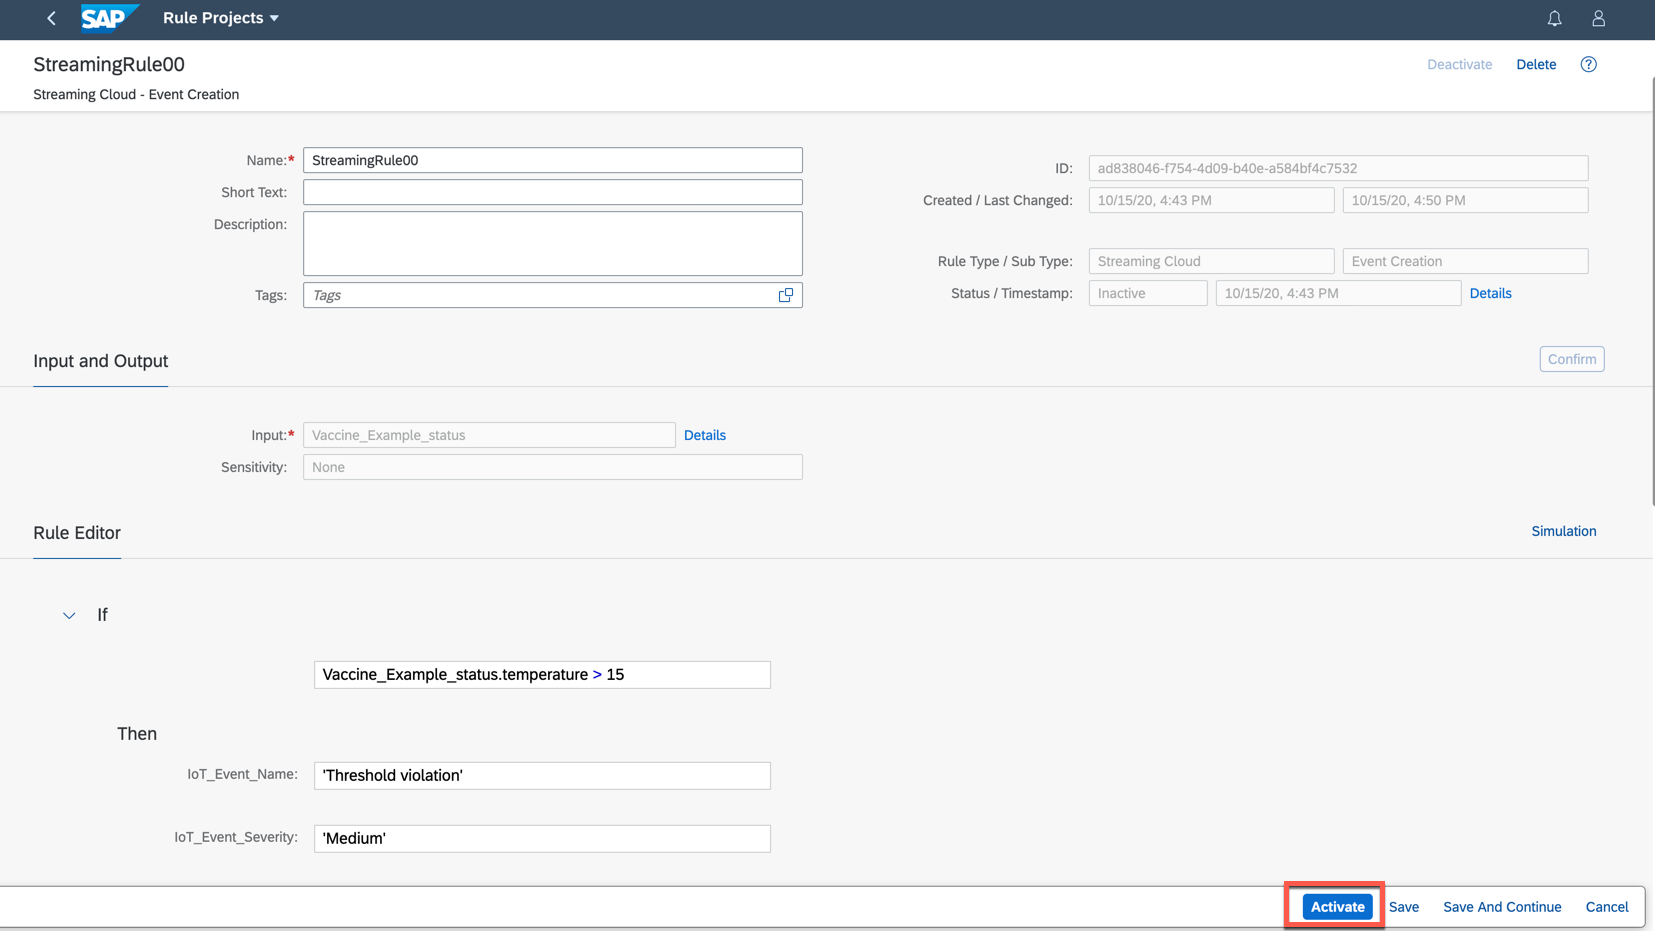 SAP Rule Projects
StreamingRule00
Deactivate Delete ?
Streaming Cloud - Event Creation
Name:* StreamingRule00
Short Text:
Description:
Tags: Tags
ID: ad838046-f754-4d09-b40e-a584bf4c7532
Created / Last Changed: 10/15/20, 4:43 PM 10/15/20, 4:50 PM
Rule Type / Sub Type: Streaming Cloud Event Creation
Status / Timestamp: Inactive 10/15/20, 4:43 PM Details
Input and Output Confirm
Input:* Vaccine_Example_status Details
Sensitivity: None
Rule Editor Simulation
If
Vaccine_Example_status.temperature > 15
Then
IoT_Event_Name: 'Threshold violation'
IoT_Event_Severity: 'Medium'
Activate Save Save And Continue Cancel